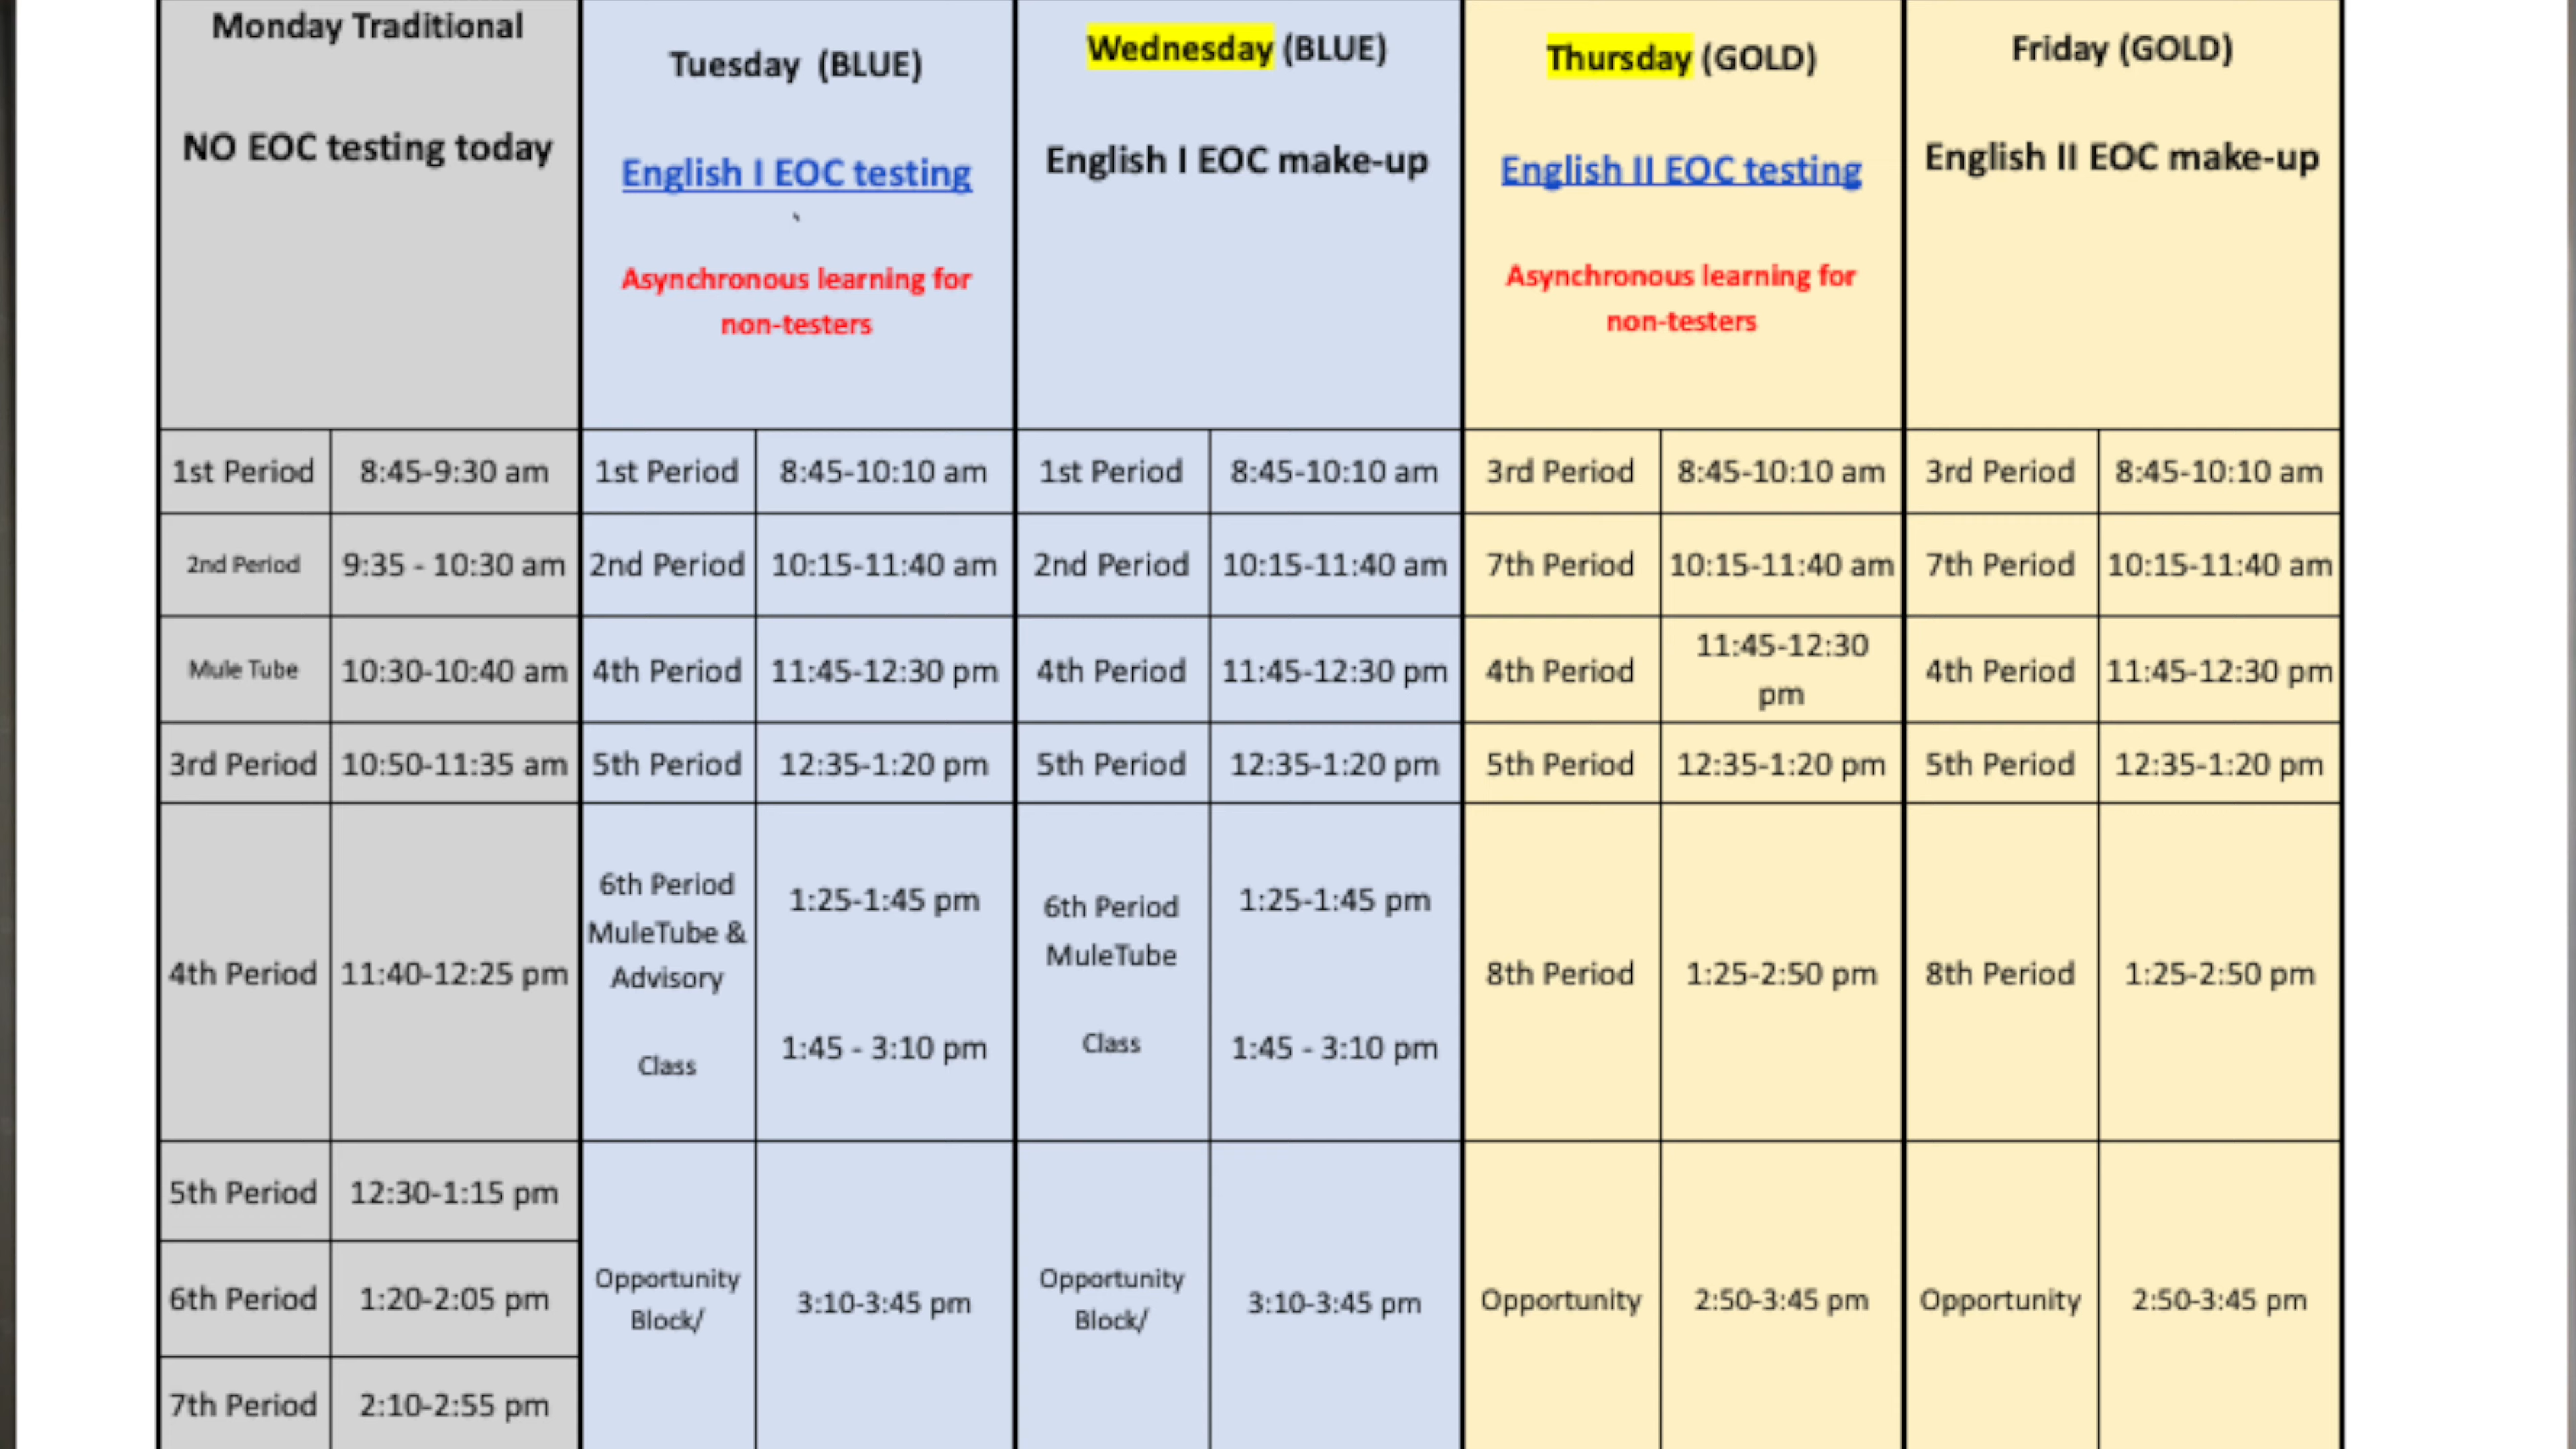 Monday Traditional
NO EOC testing today
Tuesday (BLUE)
English I EOC testing
Asynchronous learning for
non-testers
Wednesday (BLUE)
English I EOC make-up
Thursday (GOLD)
English II EOC testing
Asynchronous learning for
non-testers
Friday (GOLD)
English II EOC make-up
1st Period 8:45-9:30 am 1st Period 8:45-10:10 am 1st Period 8:45-10:10 am 3rd Period 8:45-10:10 am 3rd Period 8:45-10:10 am
2nd Period 9:35 - 10:30 am 2nd Period 10:15-11:40 am 2nd Period 10:15-11:40 am 7th Period 10:15-11:40 am 7th Period 10:15-11:40 am
Mule Tube 10:30-10:40 am 4th Period 11:45-12:30 pm 4th Period 11:45-12:30 pm 4th Period 11:45-12:30
pm
4th Period 11:45-12:30 pm
3rd Period 10:50-11:35 am 5th Period 12:35-1:20 pm 5th Period 12:35-1:20 pm 5th Period 12:35-1:20 pm 5th Period 12:35-1:20 pm
4th Period 11:40-12:25 pm
6th Period
MuleTube &
Advisory
Class
1:25-1:45 pm
1:45 - 3:10 pm
6th Period
MuleTube
Class
1:25-1:45 pm
1:45 - 3:10 pm
8th Period 1:25-2:50 pm 8th Period 1:25-2:50 pm
5th Period 12:30-1:15 pm
6th Period 1:20-2:05 pm
7th Period 2:10-2:55 pm
Opportunity
Block/
3:10-3:45 pm
Opportunity
Block/
3:10-3:45 pm
Opportunity 2:50-3:45 pm Opportunity 2:50-3:45 pm